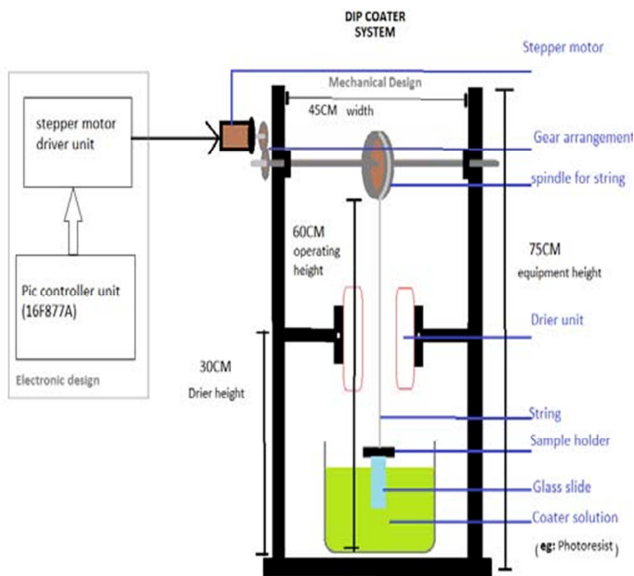 DIP COATER
SYSTEM
Stepper motor
Mechanical Design
45CM width
stepper motor
driver unit
Gear arrangement
spindle for string
60CM
operating
height
75CM
equipment height
Pic controller unit
(16F877A)
Electronic design
Drier unit
30CM
Drier height
String
Sample holder
Glass slide
Coater solution
(eg: Photoresist)